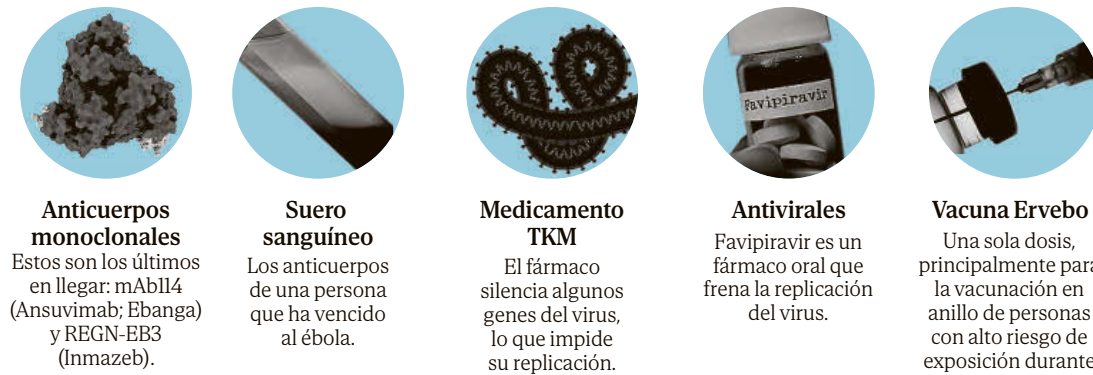 Favipiravir
Anticuerpos
monoclonales
Estos son los últimos
en llegar: mAb114
(Ansuvimab; Ebanga)
y REGN-EB3
(Inmazeb).
Suero
sanguíneo
Los anticuerpos
de una persona
que ha vencido
al ébola.
Medicamento
TKM
El fármaco
silencia algunos
genes del virus,
lo que impide
su replicación.
Antivirales
Favipiravir es un
fármaco oral que
frena la replicación
del virus.
Vacuna Ervebo
Una sola dosis,
principalmente para
la vacunación en
anillo de personas
con alto riesgo de
exposición durante